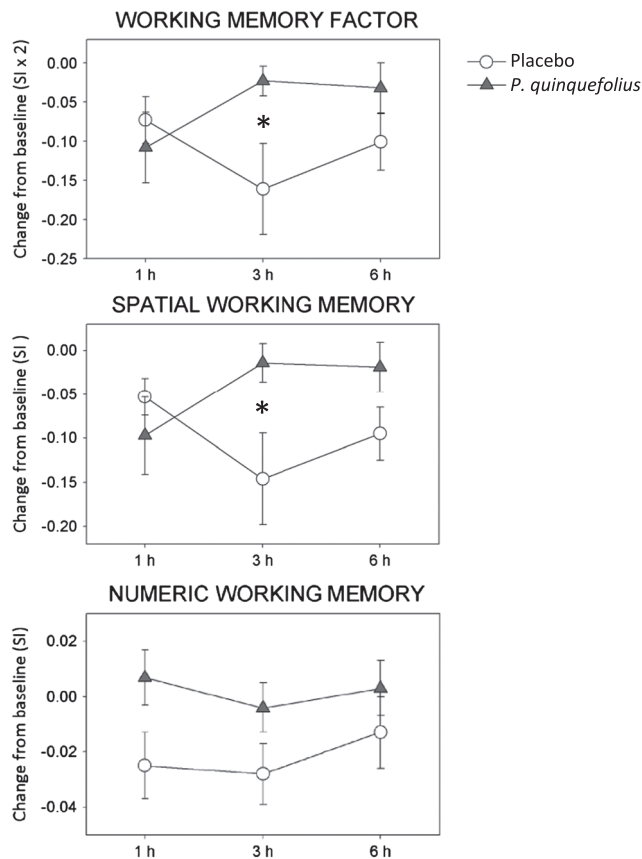 WORKING MEMORY FACTOR
Placebo
P. quinquefolius
Change from baseline (SI x 2)
0.00
-0.05
-0.10
-0.15
-0.20
-0.25
*
1 h 3 h 6 h
SPATIAL WORKING MEMORY
Change from baseline (SI )
0.00
-0.05
-0.10
-0.15
-0.20
*
1 h 3 h 6 h
NUMERIC WORKING MEMORY
Change from baseline (SI)
0.02
0.00
-0.02
-0.04
1 h 3 h 6 h